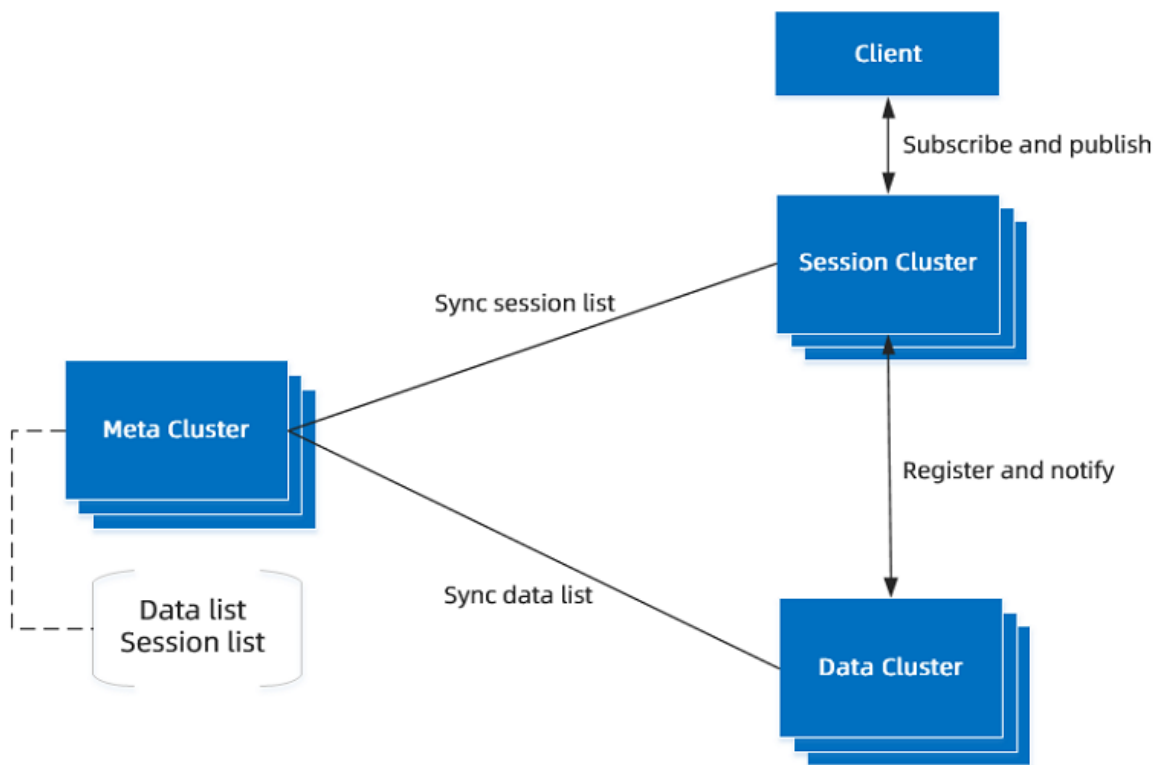 Client
Subscribe and publish
Session Cluster
Sync session list
Meta Cluster
Register and notify
Sync data list
Data list
Session list
Data Cluster